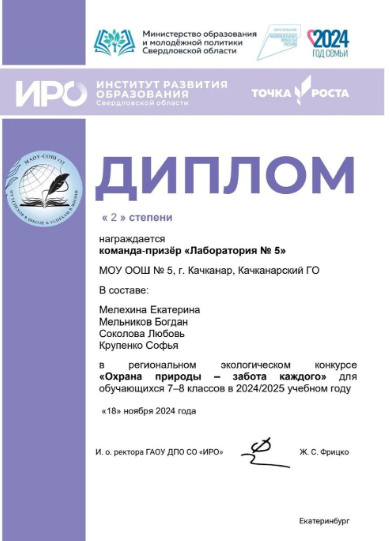 Министерство образования
и молодёжной политики
Свердловской области
2024
ГОД СЕМЬИ
ИРО
ИНСТИТУТ РАЗВИТИЯ
ОБРАЗОВАНИЯ
Свердловской области
ТОЧКА РОСТА
ДИПЛОМ
« 2 » степени
награждается
команда-призёр «Лаборатория № 5»
МОУ ООШ № 5, г. Качканар, Качканарский ГО
В составе:
Мелехина Екатерина
Мельников Богдан
Соколова Любовь
Крупенко Софья
в региональном экологическом конкурсе
«Охрана природы – забота каждого» для
обучающихся 7–8 классов в 2024/2025 учебном году
«18» ноября 2024 года
И. о. ректора ГАОУ ДПО СО «ИРО»
Ж. С. Фрицко
Екатеринбург